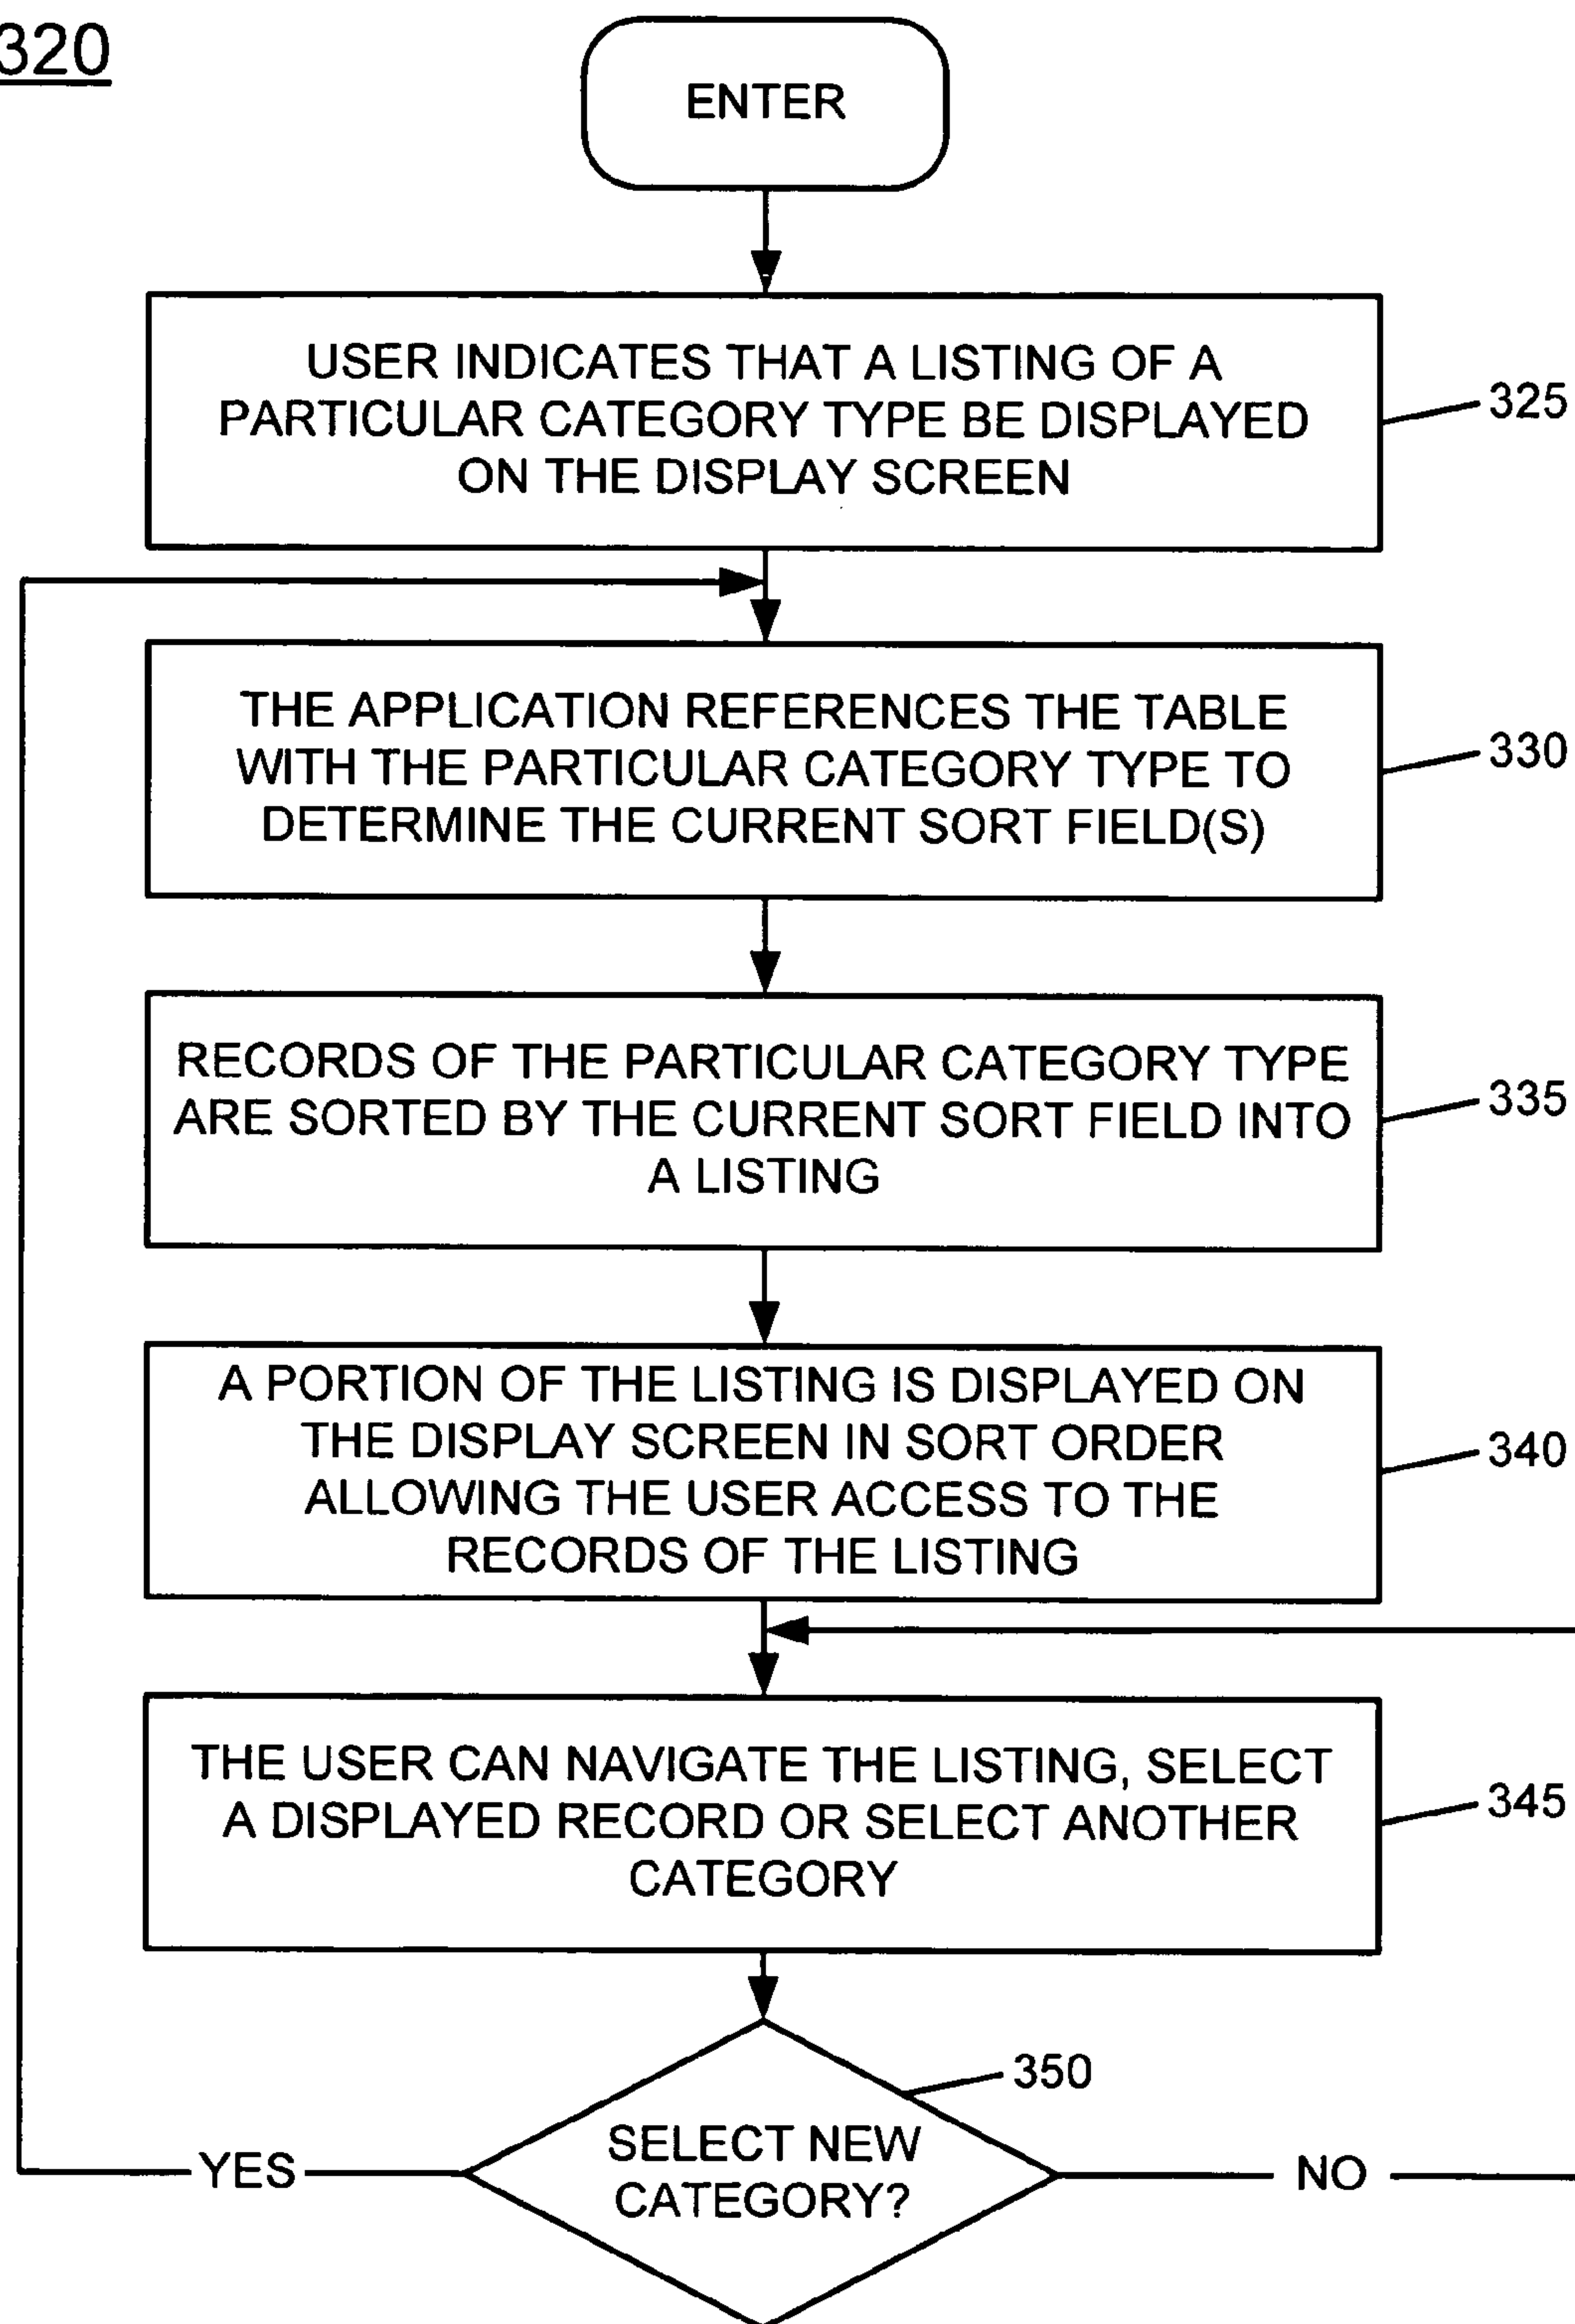 320
ENTER
USER INDICATES THAT A LISTING OF A
PARTICULAR CATEGORY TYPE BE DISPLAYED
ON THE DISPLAY SCREEN
325
THE APPLICATION REFERENCES THE TABLE
WITH THE PARTICULAR CATEGORY TYPE TO
DETERMINE THE CURRENT SORT FIELD(S)
330
RECORDS OF THE PARTICULAR CATEGORY TYPE
ARE SORTED BY THE CURRENT SORT FIELD INTO
A LISTING
335
A PORTION OF THE LISTING IS DISPLAYED ON
THE DISPLAY SCREEN IN SORT ORDER
ALLOWING THE USER ACCESS TO THE
RECORDS OF THE LISTING
340
THE USER CAN NAVIGATE THE LISTING, SELECT
A DISPLAYED RECORD OR SELECT ANOTHER
CATEGORY
345
350
SELECT NEW
CATEGORY?
YES
NO